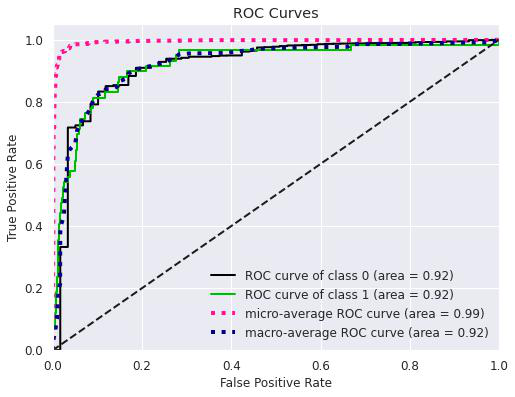 ROC Curves
True Positive Rate
1.0
0.8
0.6
0.4
0.2
0.0
ROC curve of class 0 (area = 0.92)
ROC curve of class 1 (area = 0.92)
micro-average ROC curve (area = 0.99)
macro-average ROC curve (area = 0.92)
0.0 0.2 0.4 0.6 0.8 1.0
False Positive Rate